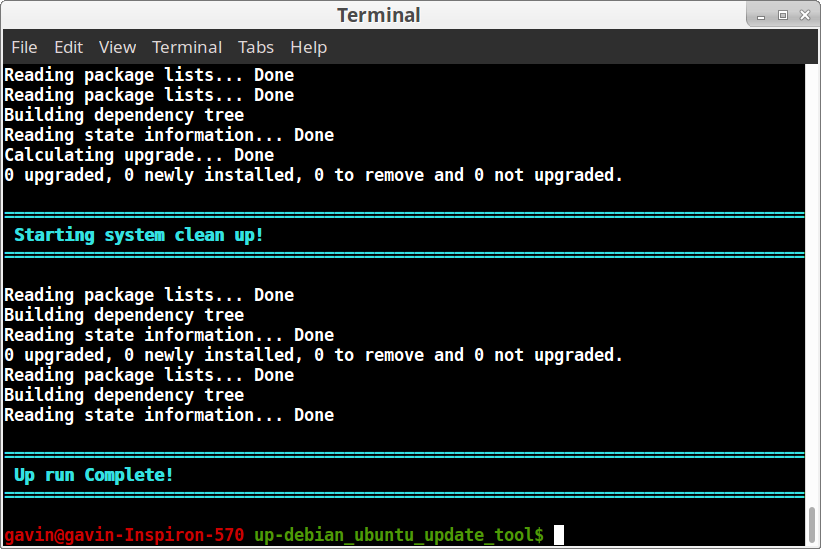 Terminal
File Edit View Terminal Tabs Help
Reading package lists... Done
Reading package lists... Done
Building dependency tree
Reading state information... Done
Calculating upgrade... Done
0 upgraded, 0 newly installed, 0 to remove and 0 not upgraded.
================================================================================
Starting system clean up!
================================================================================
Reading package lists... Done
Building dependency tree
Reading state information... Done
0 upgraded, 0 newly installed, 0 to remove and 0 not upgraded.
Reading package lists... Done
Building dependency tree
Reading state information... Done
================================================================================
Up run Complete!
================================================================================
gavin@gavin-Inspiron-570 up-debian_ubuntu_update_tool$